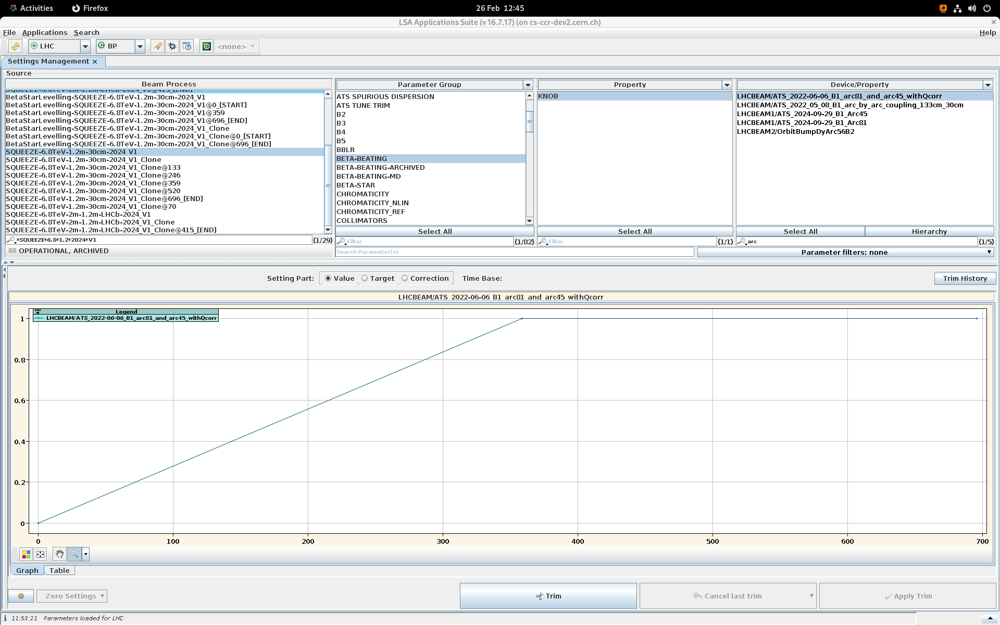 Activities Firefox 26 Feb 12:45
LSA Applications Suite (v 16.7.17) (on cs-ccr-dev2.cern.ch)
File Applications Search Help
LHC BP <none>
Settings Management
Source
Beam Process
SQUEEZE-6.8TeV-2m-1.2m-LHCb-2024_V1@415_[END]
BetaStarLevelling-SQUEEZE-6.8TeV-1.2m-30cm-2024_V1
BetaStarLevelling-SQUEEZE-6.8TeV-1.2m-30cm-2024_V1@0_[START]
BetaStarLevelling-SQUEEZE-6.8TeV-1.2m-30cm-2024_V1@359
BetaStarLevelling-SQUEEZE-6.8TeV-1.2m-30cm-2024_V1@696_[END]
BetaStarLevelling-SQUEEZE-6.8TeV-1.2m-30cm-2024_V1_Clone
BetaStarLevelling-SQUEEZE-6.8TeV-1.2m-30cm-2024_V1_Clone@0_[START]
BetaStarLevelling-SQUEEZE-6.8TeV-1.2m-30cm-2024_V1_Clone@696_[END]
SQUEEZE-6.8TeV-1.2m-30cm-2024_V1
SQUEEZE-6.8TeV-1.2m-30cm-2024_V1_Clone
SQUEEZE-6.8TeV-1.2m-30cm-2024_V1_Clone@133
SQUEEZE-6.8TeV-1.2m-30cm-2024_V1_Clone@246
SQUEEZE-6.8TeV-1.2m-30cm-2024_V1_Clone@359
SQUEEZE-6.8TeV-1.2m-30cm-2024_V1_Clone@520
SQUEEZE-6.8TeV-1.2m-30cm-2024_V1_Clone@696_[END]
SQUEEZE-6.8TeV-1.2m-30cm-2024_V1_Clone@70
SQUEEZE-6.8TeV-2m-1.2m-LHCb-2024_V1
SQUEEZE-6.8TeV-2m-1.2m-LHCb-2024_V1_Clone
SQUEEZE-6.8TeV-2m-1.2m-LHCb-2024_V1_Clone@415_[END]
*SQUEEZE*6.8*1.2*2024*V1 (1/29)
OPERATIONAL, ARCHIVED
Parameter Group
ATS SPURIOUS DISPERSION
ATS TUNE TRIM
B2
B3
B4
B5
BBLR
BETA-BEATING
BETA-BEATING-ARCHIVED
BETA-BEATING-MD
BETA-STAR
CHROMATICITY
CHROMATICITY_NLIN
CHROMATICITY_REF
COLLIMATORS
Select All
Filter (1/82)
Property
KNOB
Select All
Filter (1/1)
Device/Property
LHCBEAM/ATS_2022-06-06_B1_arc81_and_arc45_withQcorr
LHCBEAM/ATS_2022_05_08_B1_arc_by_arc_coupling_133cm_30cm
LHCBEAM1/ATS_2024-09-29_B1_Arc45
LHCBEAM1/ATS_2024-09-29_B1_Arc81
LHCBEAM2/OrbitBumpDyArc56B2
Select All Hierarchy
arc (1/5)
Search Parameter(s) Parameter filters: none
Setting Part: Value Target Correction Time Base: Trim History
LHCBEAM/ATS_2022-06-06_B1_arc81_and_arc45_withQcorr
Legend
LHCBEAM/ATS_2022-06-06_B1_arc81_and_arc45_withQcorr
1
0.8
0.6
0.4
0.2
0
0 100 200 300 400 500 600 700
Graph Table
Zero Settings Trim Cancel last trim Apply Trim
11:53:21 Parameters loaded for LHC